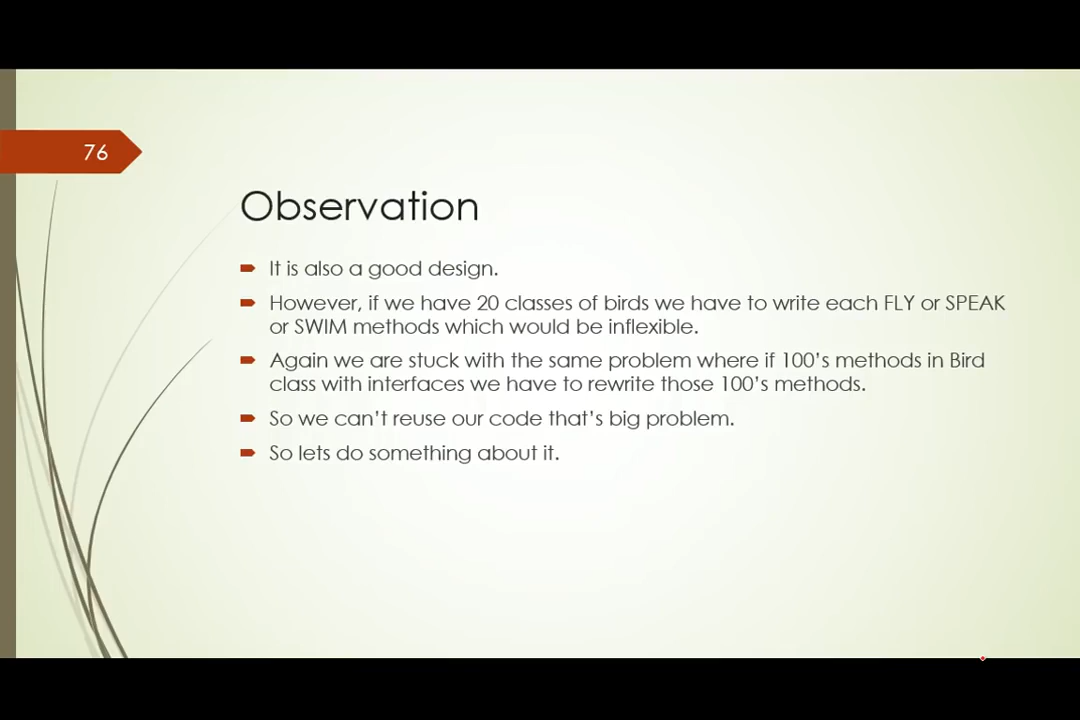 76
Observation
It is also a good design.
However, if we have 20 classes of birds we have to write each FLY or SPEAK
or SWIM methods which would be inflexible.
Again we are stuck with the same problem where if 100's methods in Bird
class with interfaces we have to rewrite those 100's methods.
So we can't reuse our code that's big problem.
So lets do something about it.